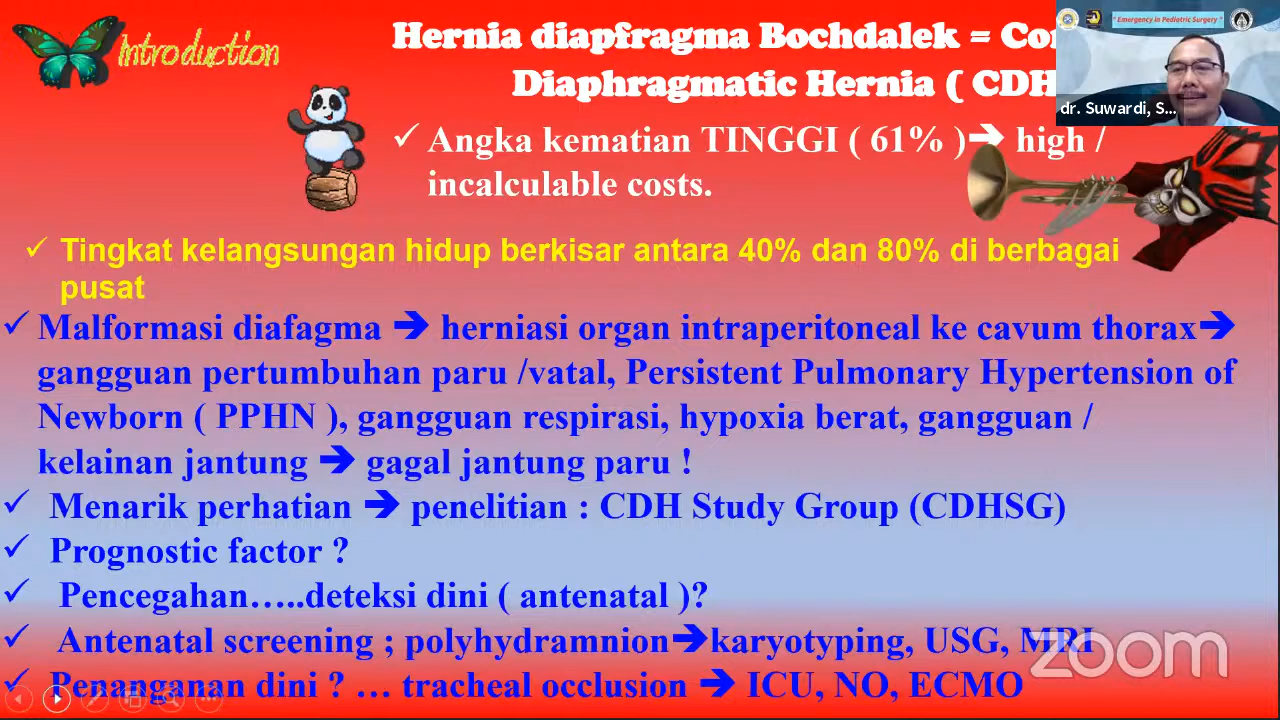 Introduction
Hernia diapfragma Bochdalek =
Diaphragmatic Hernia ( CDH
" Emergency in Pediatric Surgery "
dr. Suwardi, S...
✓ Angka kematian TINGGI ( 61% )➔ high /
incalculable costs.
✓ Tingkat kelangsungan hidup berkisar antara 40% dan 80% di berbagai
pusat
✓ Malformasi diafagma ➔ herniasi organ intraperitoneal ke cavum thorax➔
gangguan pertumbuhan paru /vatal, Persistent Pulmonary Hypertension of
Newborn ( PPHN ), gangguan respirasi, hypoxia berat, gangguan /
kelainan jantung ➔ gagal jantung paru !
✓ Menarik perhatian ➔ penelitian : CDH Study Group (CDHSG)
✓ Prognostic factor ?
✓ Pencegahan…..deteksi dini ( antenatal )?
✓ Antenatal screening ; polyhydramnion➔karyotyping, USG, MRI
✓ Penanganan dini ? … tracheal occlusion ➔ ICU, NO, ECMO
zoom